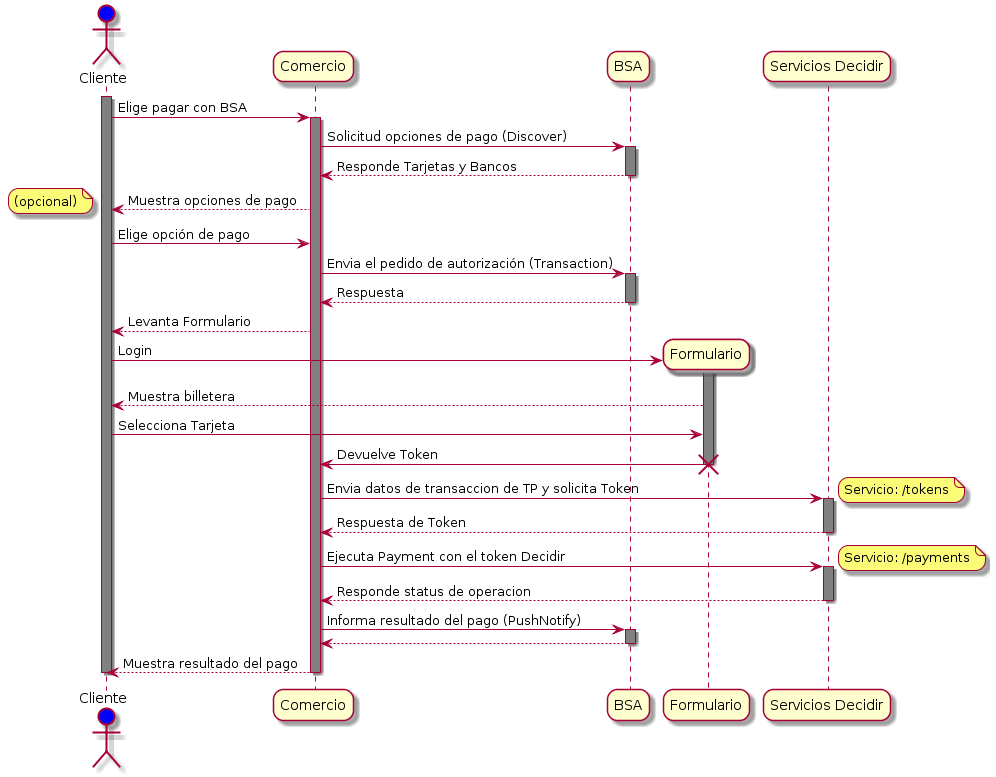 Cliente
Comercio
BSA
Servicios Decidir
Elige pagar con BSA
Solicitud opciones de pago (Discover)
Responde Tarjetas y Bancos
(opcional)
Muestra opciones de pago
Elige opción de pago
Envia el pedido de autorización (Transaction)
Respuesta
Levanta Formulario
Login
Formulario
Muestra billetera
Selecciona Tarjeta
Devuelve Token
Envia datos de transaccion de TP y solicita Token
Servicio: /tokens
Respuesta de Token
Ejecuta Payment con el token Decidir
Servicio: /payments
Responde status de operacion
Informa resultado del pago (PushNotify)
Muestra resultado del pago
Cliente
Comercio
BSA
Formulario
Servicios Decidir